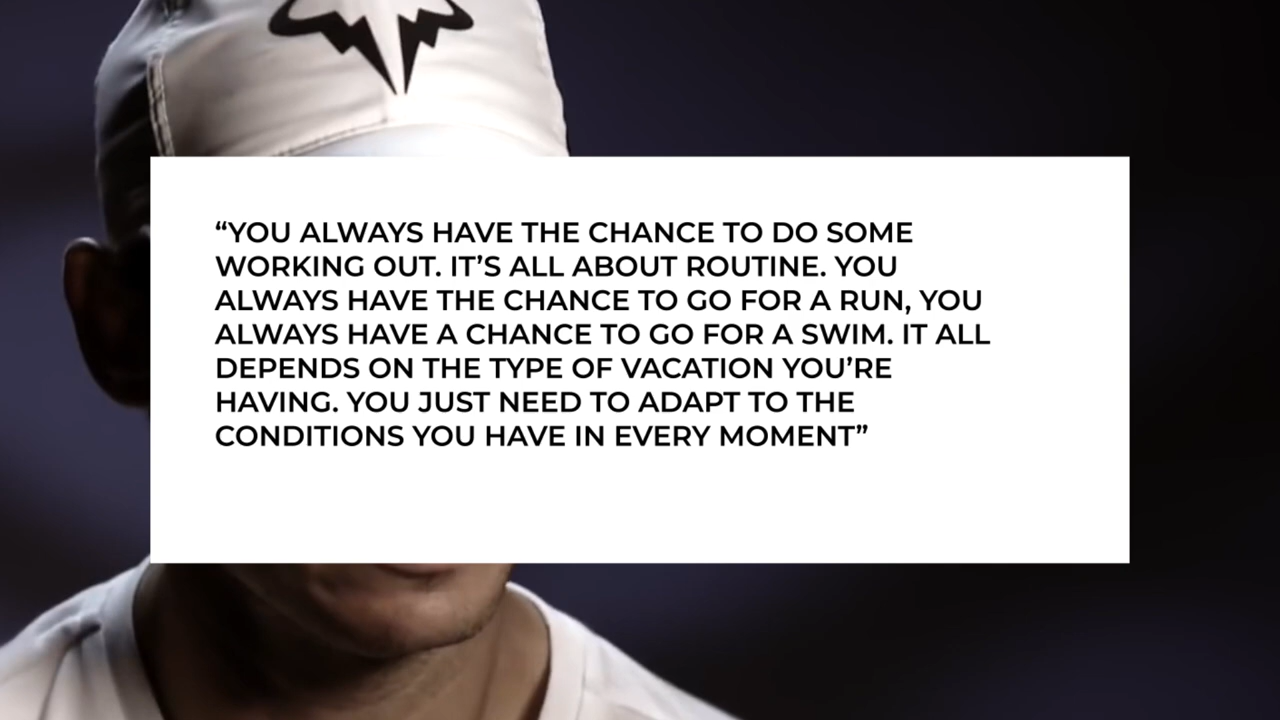 “YOU ALWAYS HAVE THE CHANCE TO DO SOME
WORKING OUT. IT’S ALL ABOUT ROUTINE. YOU
ALWAYS HAVE THE CHANCE TO GO FOR A RUN, YOU
ALWAYS HAVE A CHANCE TO GO FOR A SWIM. IT ALL
DEPENDS ON THE TYPE OF VACATION YOU’RE
HAVING. YOU JUST NEED TO ADAPT TO THE
CONDITIONS YOU HAVE IN EVERY MOMENT”